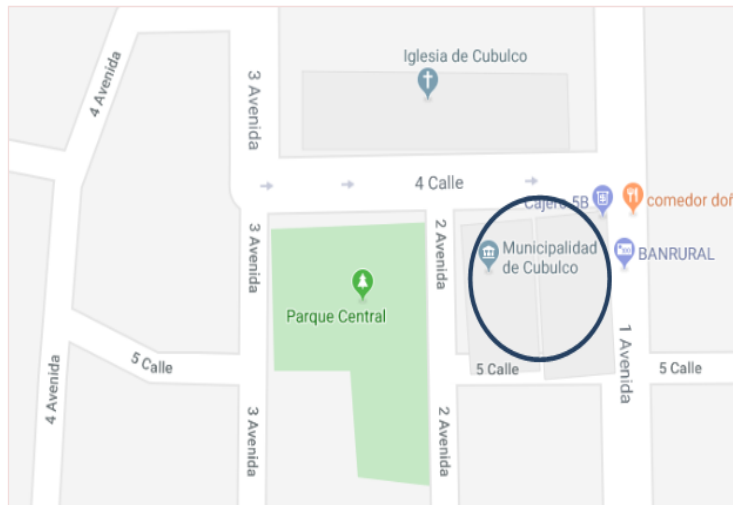 4 Avenida
Iglesia de Cubulco
3 Avenida
4 Calle
Cajero 5B
comedor doñ
3 Avenida
2 Avenida
Municipalidad
de Cubulco
BANRURAL
Parque Central
1 Avenida
5 Calle
5 Calle
5 Calle
4 Avenida
3 Avenida
2 Avenida